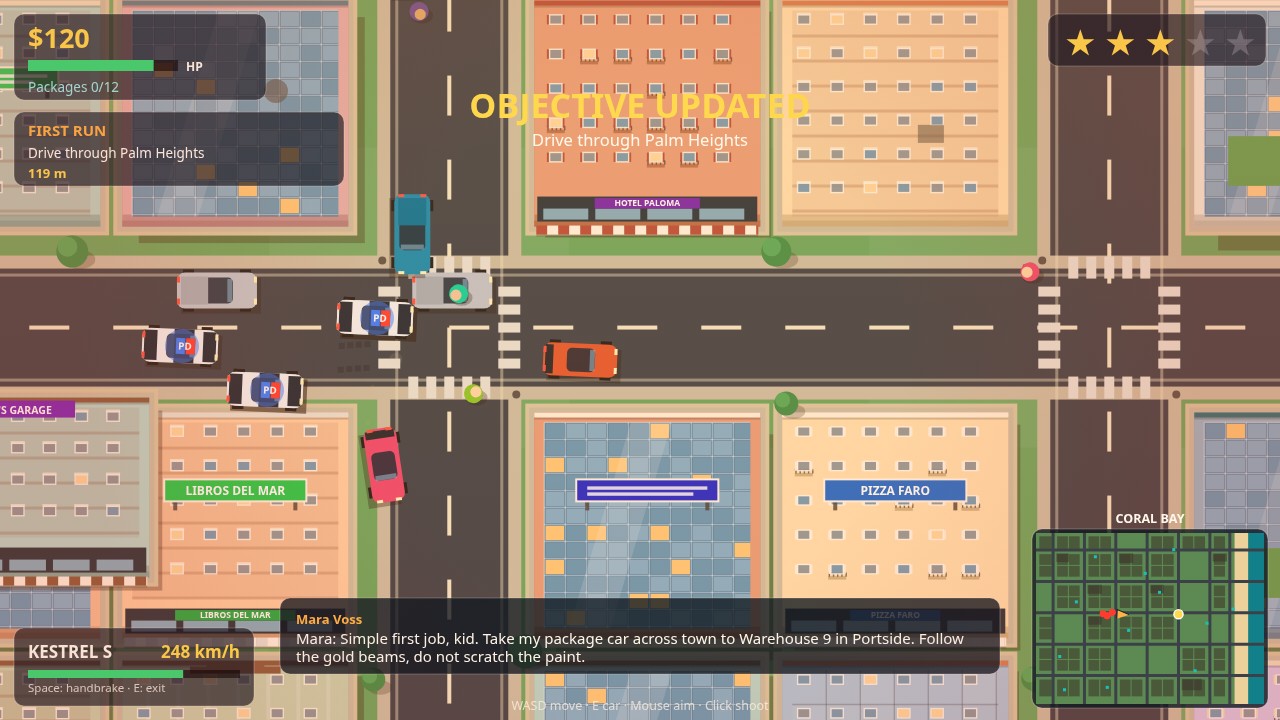 $120
HP
Packages 0/12
FIRST RUN
Drive through Palm Heights
119 m
OBJECTIVE UPDATED
Drive through Palm Heights
HOTEL PALOMA
PD
PD
PD
'S GARAGE
LIBROS DEL MAR
PIZZA FARO
LIBROS DEL MAR
PIZZA FARO
CORAL BAY
Mara Voss
Mara: Simple first job, kid. Take my package car across town to Warehouse 9 in Portside. Follow
the gold beams, do not scratch the paint.
KESTREL S 248 km/h
Space: handbrake · E: exit
WASD move · E car · Mouse aim · Click shoot